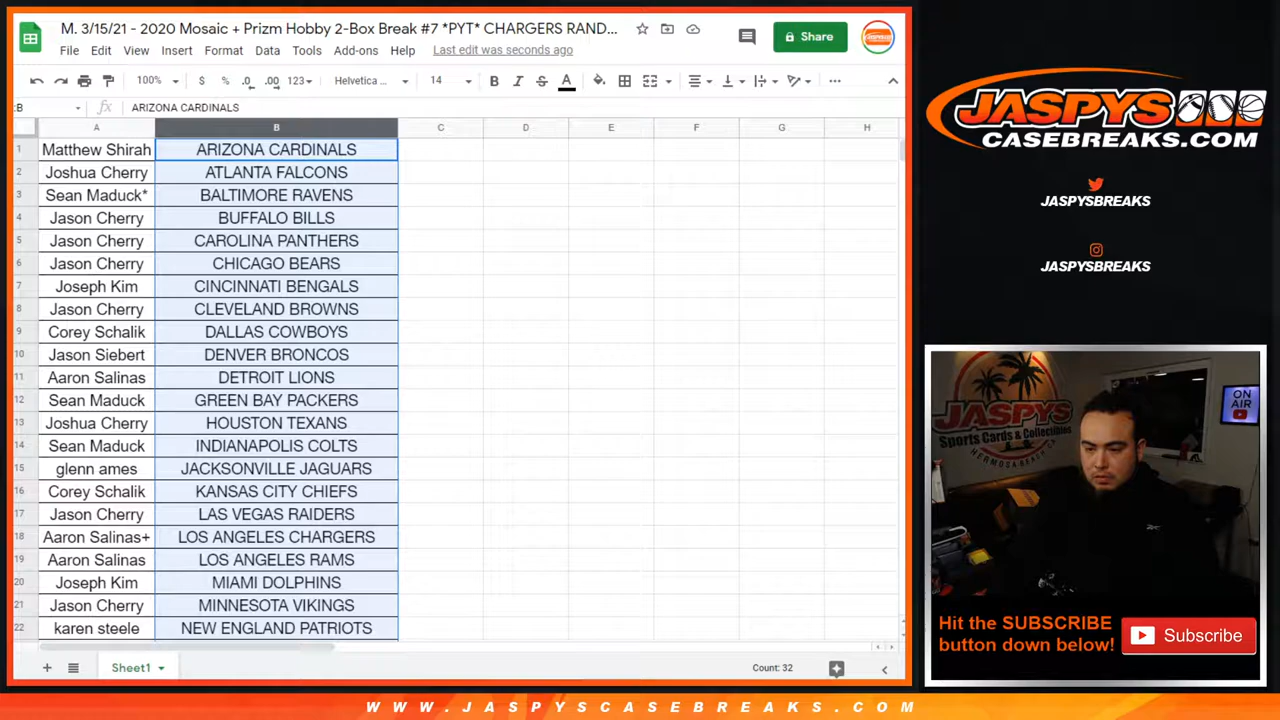 M. 3/15/21 - 2020 Mosaic + Prizm Hobby 2-Box Break #7 *PYT* CHARGERS RAND...
File Edit View Insert Format Data Tools Add-ons Help Last edit was seconds ago
Share
100% $ % .0 .00 123 Helvetica ... 14 B I S A
:B fx ARIZONA CARDINALS
A B C D E F G H
1 Matthew Shirah ARIZONA CARDINALS
2 Joshua Cherry ATLANTA FALCONS
3 Sean Maduck* BALTIMORE RAVENS
4 Jason Cherry BUFFALO BILLS
5 Jason Cherry CAROLINA PANTHERS
6 Jason Cherry CHICAGO BEARS
7 Joseph Kim CINCINNATI BENGALS
8 Jason Cherry CLEVELAND BROWNS
9 Corey Schalik DALLAS COWBOYS
10 Jason Siebert DENVER BRONCOS
11 Aaron Salinas DETROIT LIONS
12 Sean Maduck GREEN BAY PACKERS
13 Joshua Cherry HOUSTON TEXANS
14 Sean Maduck INDIANAPOLIS COLTS
15 glenn ames JACKSONVILLE JAGUARS
16 Corey Schalik KANSAS CITY CHIEFS
17 Jason Cherry LAS VEGAS RAIDERS
18 Aaron Salinas+ LOS ANGELES CHARGERS
19 Aaron Salinas LOS ANGELES RAMS
20 Joseph Kim MIAMI DOLPHINS
21 Jason Cherry MINNESOTA VIKINGS
22 karen steele NEW ENGLAND PATRIOTS
Sheet1
Count: 32
JASPYS
CASEBREAKS.COM
JASPYSBREAKS
JASPYSBREAKS
JASPYS
Sports Cards & Collectibles
HERMOSA BEACH
ON
AIR
Hit the SUBSCRIBE
button down below!
Subscribe
WWW.JASPYSCASEBREAKS.COM